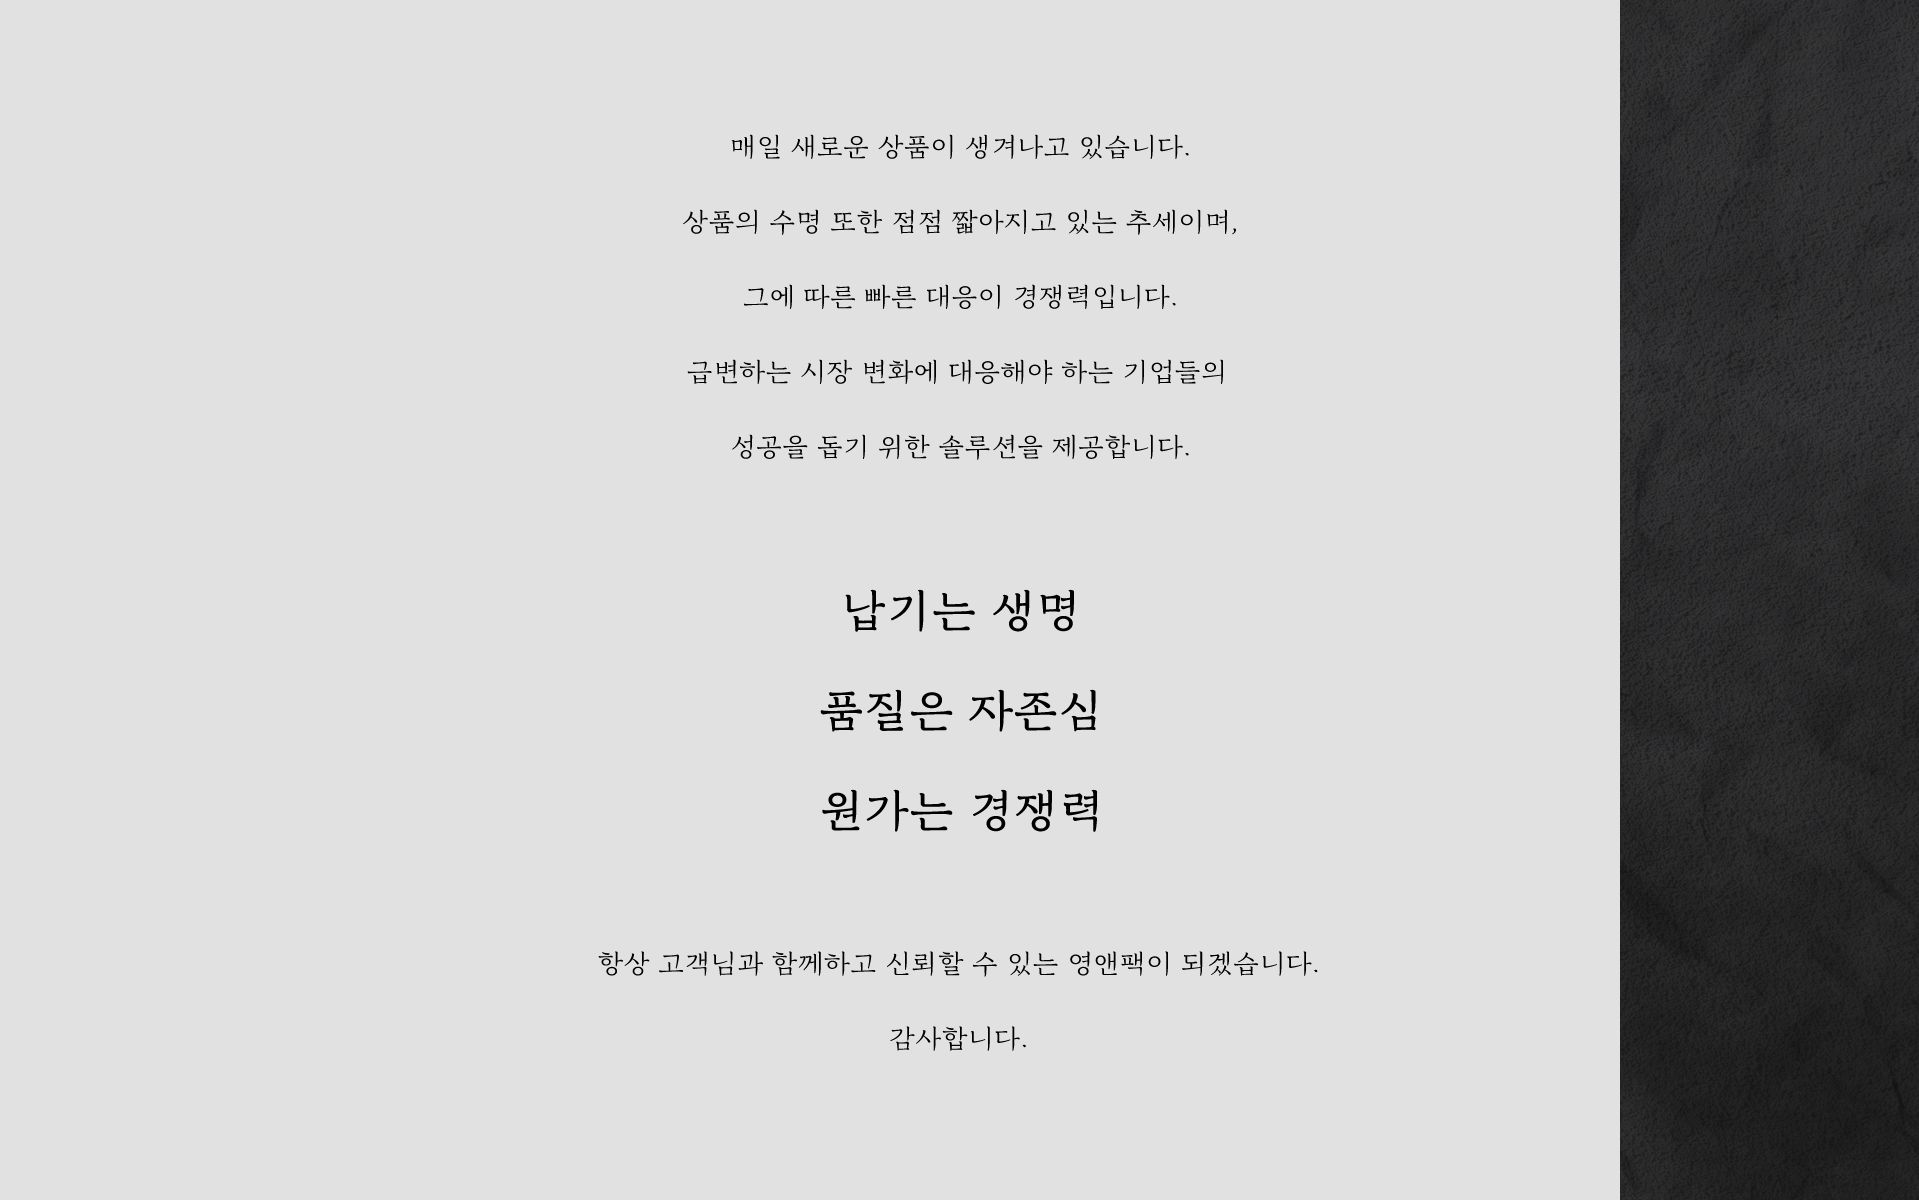 매일 새로운 상품이 생겨나고 있습니다.
상품의 수명 또한 점점 짧아지고 있는 추세이며,
그에 따른 빠른 대응이 경쟁력입니다.
급변하는 시장 변화에 대응해야 하는 기업들의
성공을 돕기 위한 솔루션을 제공합니다.
납기는 생명
품질은 자존심
원가는 경쟁력
항상 고객님과 함께하고 신뢰할 수 있는 영앤팩이 되겠습니다.
감사합니다.